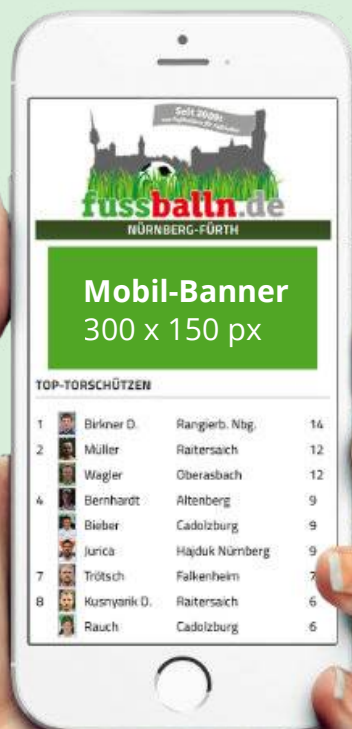 Seit 2009!
fussballn.de
NÜRNBERG-FÜRTH
Mobil-Banner
300 x 150 px
TOP-TORSCHÜTZEN
1 Birkner D. Rangierb. Nbg. 14
2 Müller Raitersaich 12
Wagler Oberasbach 12
4 Bernhardt Altenberg 9
Bieber Cadolzburg 9
Jurica Hajduk Nürnberg 9
7 Trötsch Falkenheim 7
8 Kusnyarik D. Raitersaich 6
Rauch Cadolzburg 6